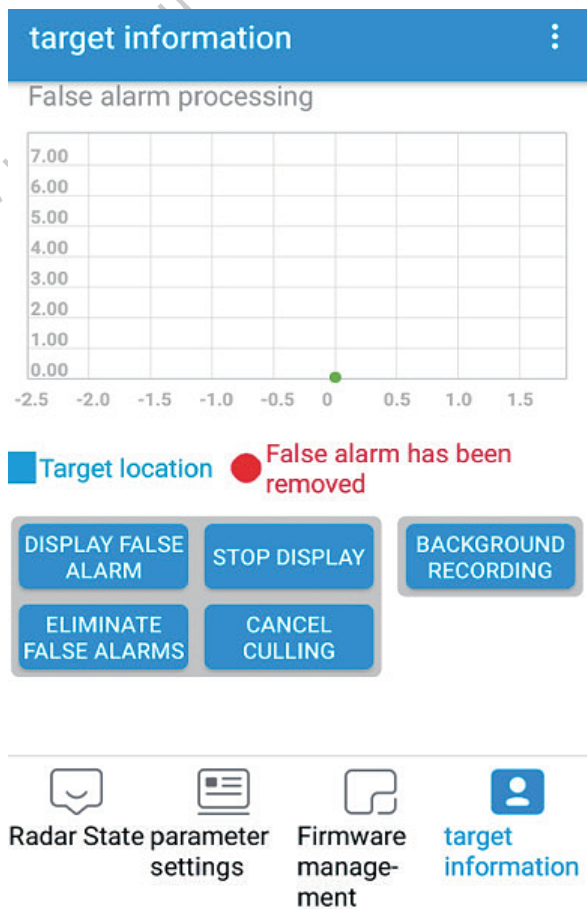 target information
False alarm processing
7.00
6.00
5.00
4.00
3.00
2.00
1.00
0.00
-2.5 -2.0 -1.5 -1.0 -0.5 0 0.5 1.0 1.5
Target location
False alarm has been
removed
DISPLAY FALSE
ALARM
STOP DISPLAY
BACKGROUND
RECORDING
ELIMINATE
FALSE ALARMS
CANCEL
CULLING
Radar State
parameter
settings
Firmware
manage-
ment
target
information